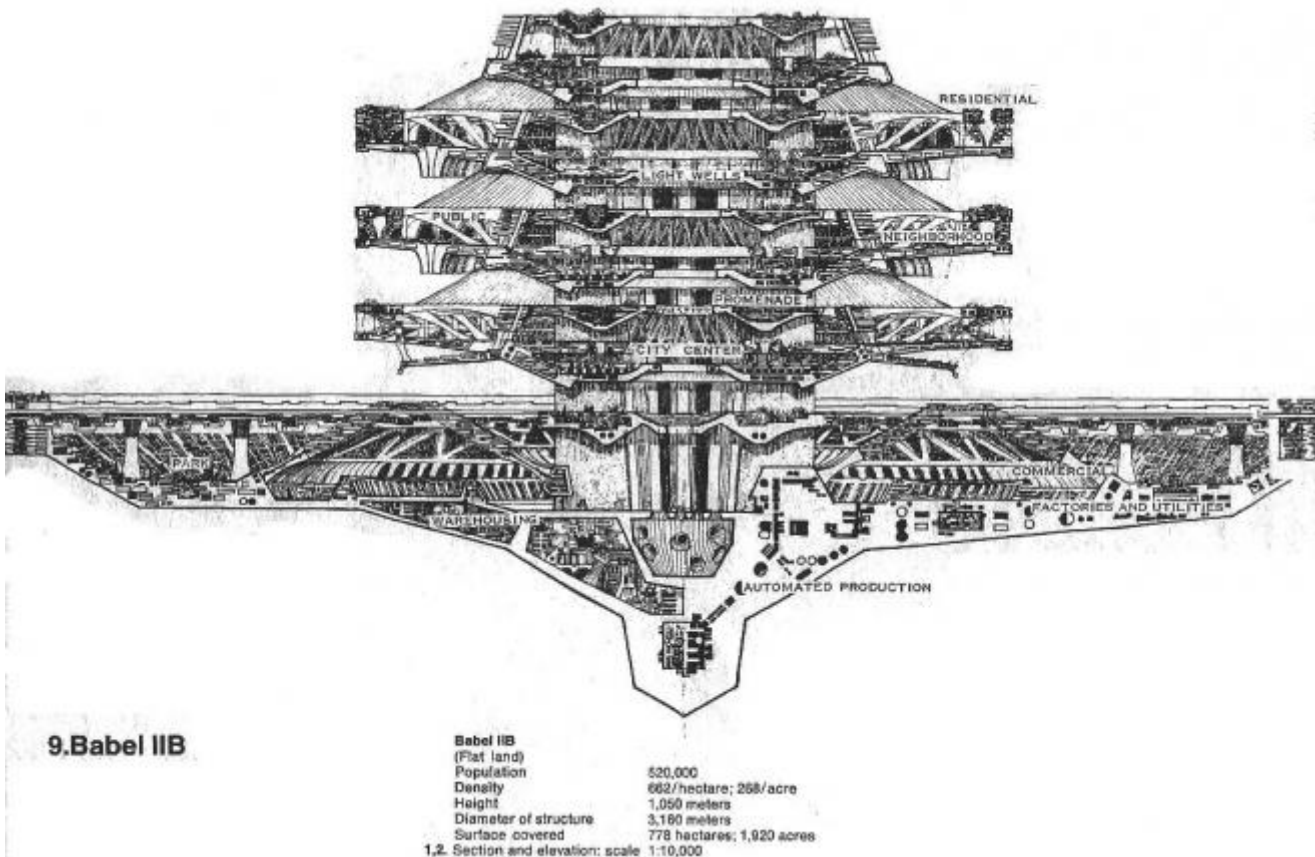 RESIDENTIAL
LIGHT WELLS
PUBLIC
NEIGHBORHOOD
PROMENADE
CITY CENTER
PARK
COMMERCIAL
WAREHOUSING
FACTORIES AND UTILITIES
AUTOMATED PRODUCTION
9.Babel IIB
Babel IIB
(Flat land)
Population 520,000
Density 662/hectare; 268/acre
Height 1,050 meters
Diameter of structure 3,160 meters
Surface covered 778 hectares; 1,920 acres
1,2. Section and elevation: scale 1:10,000